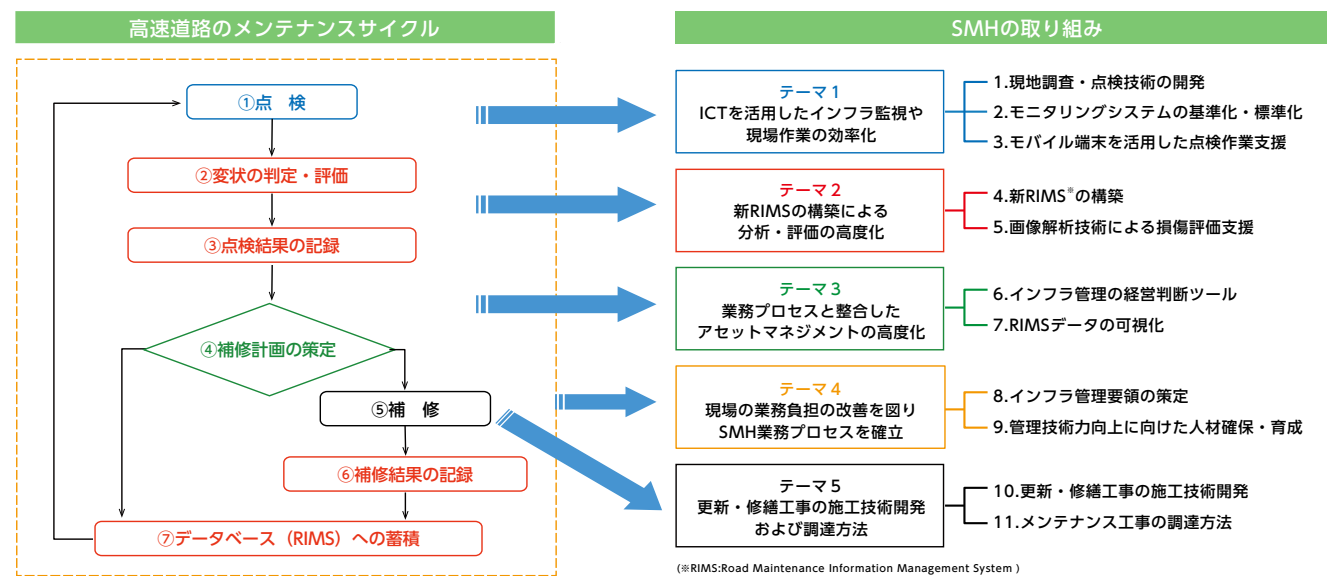 高速道路のメンテナンスサイクル
①点　検
②変状の判定・評価
③点検結果の記録
④補修計画の策定
⑤補　修
⑥補修結果の記録
⑦データベース（RIMS）への蓄積
SMHの取り組み
テーマ1
ICTを活用したインフラ監視や
現場作業の効率化
1.現地調査・点検技術の開発
2.モニタリングシステムの基準化・標準化
3.モバイル端末を活用した点検作業支援
テーマ2
新RIMSの構築による
分析・評価の高度化
4.新RIMS※の構築
5.画像解析技術による損傷評価支援
テーマ3
業務プロセスと整合した
アセットマネジメントの高度化
6.インフラ管理の経営判断ツール
7.RIMSデータの可視化
テーマ4
現場の業務負担の改善を図り
SMH業務プロセスを確立
8.インフラ管理要領の策定
9.管理技術力向上に向けた人材確保・育成
テーマ5
更新・修繕工事の施工技術開発
および調達方法
10.更新・修繕工事の施工技術開発
11.メンテナンス工事の調達方法
(※RIMS:Road Maintenance Information Management System )